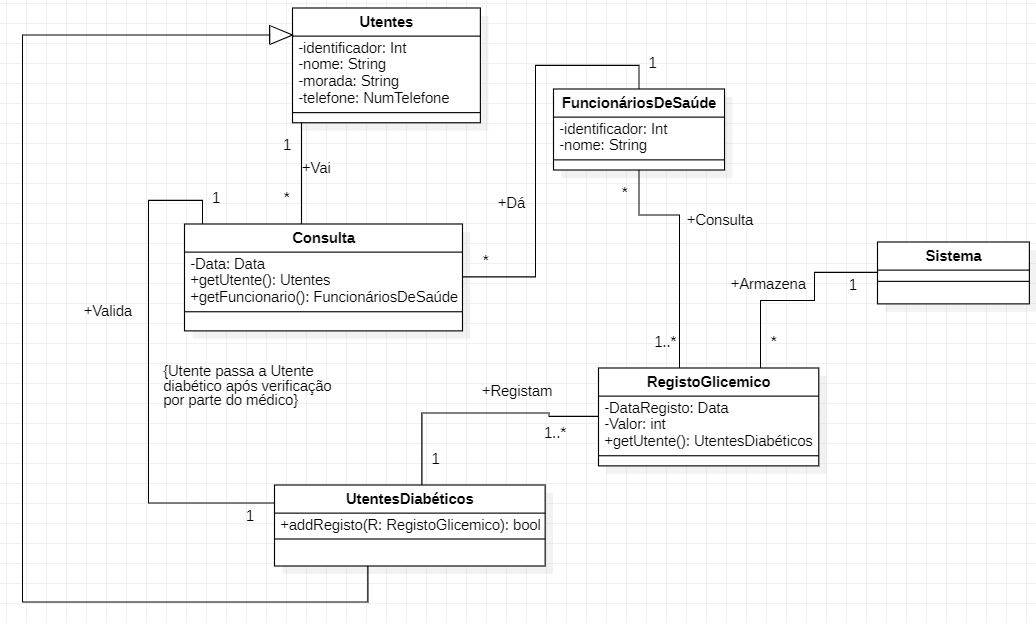 Utentes
-identificador: Int
-nome: String
-morada: String
-telefone: NumTelefone
1
+Vai
*
1
FuncionáriosDeSaúde
-identificador: Int
-nome: String
*
+Consulta
1..*
+Dá
*
1
Consulta
-Data: Data
+getUtente(): Utentes
+getFuncionario(): FuncionáriosDeSaúde
Sistema
+Armazena
1
*
+Valida
{Utente passa a Utente
diabético após verificação
por parte do médico}
RegistoGlicemico
-DataRegisto: Data
-Valor: int
+getUtente(): UtentesDiabéticos
+Registam
1..*
1
UtentesDiabéticos
+addRegisto(R: RegistoGlicemico): bool
1